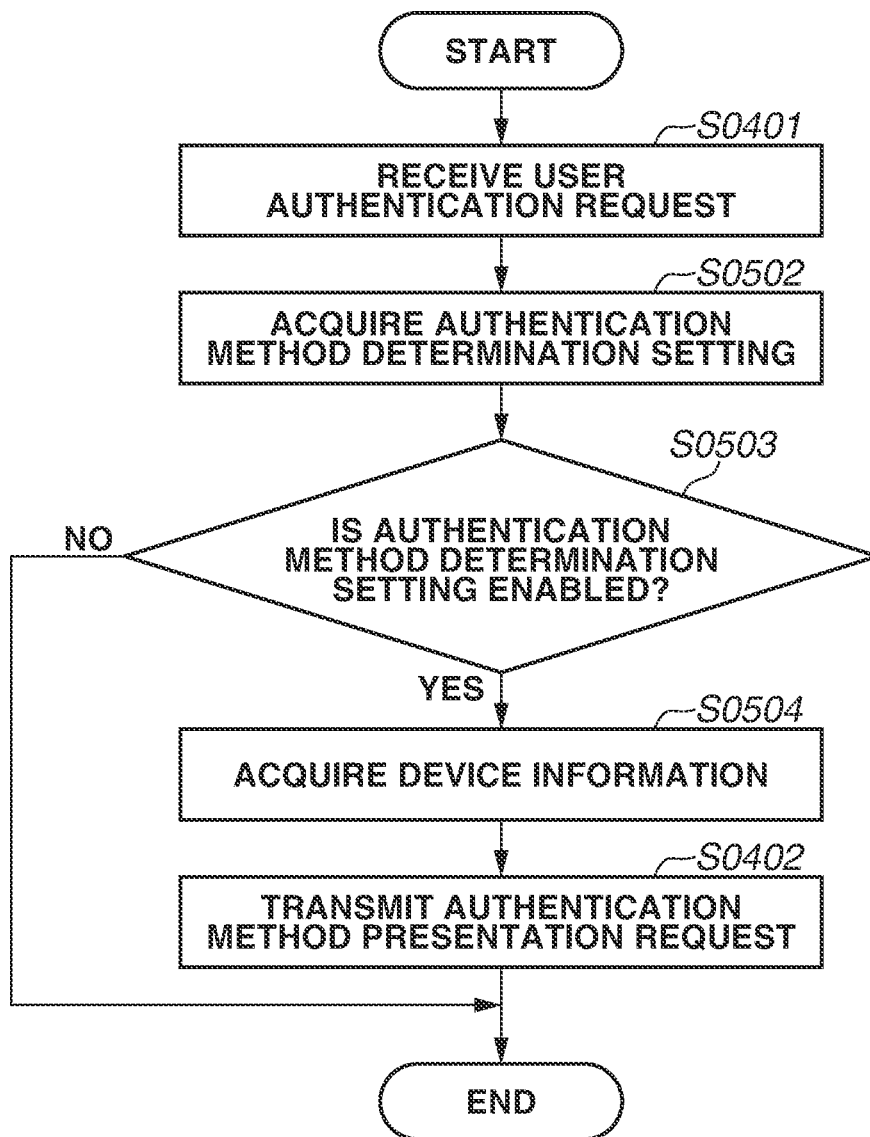 START
S0401
RECEIVE USER
AUTHENTICATION REQUEST
S0502
ACQUIRE AUTHENTICATION
METHOD DETERMINATION SETTING
S0503
IS AUTHENTICATION
METHOD DETERMINATION
SETTING ENABLED?
NO
YES
S0504
ACQUIRE DEVICE INFORMATION
S0402
TRANSMIT AUTHENTICATION
METHOD PRESENTATION REQUEST
END